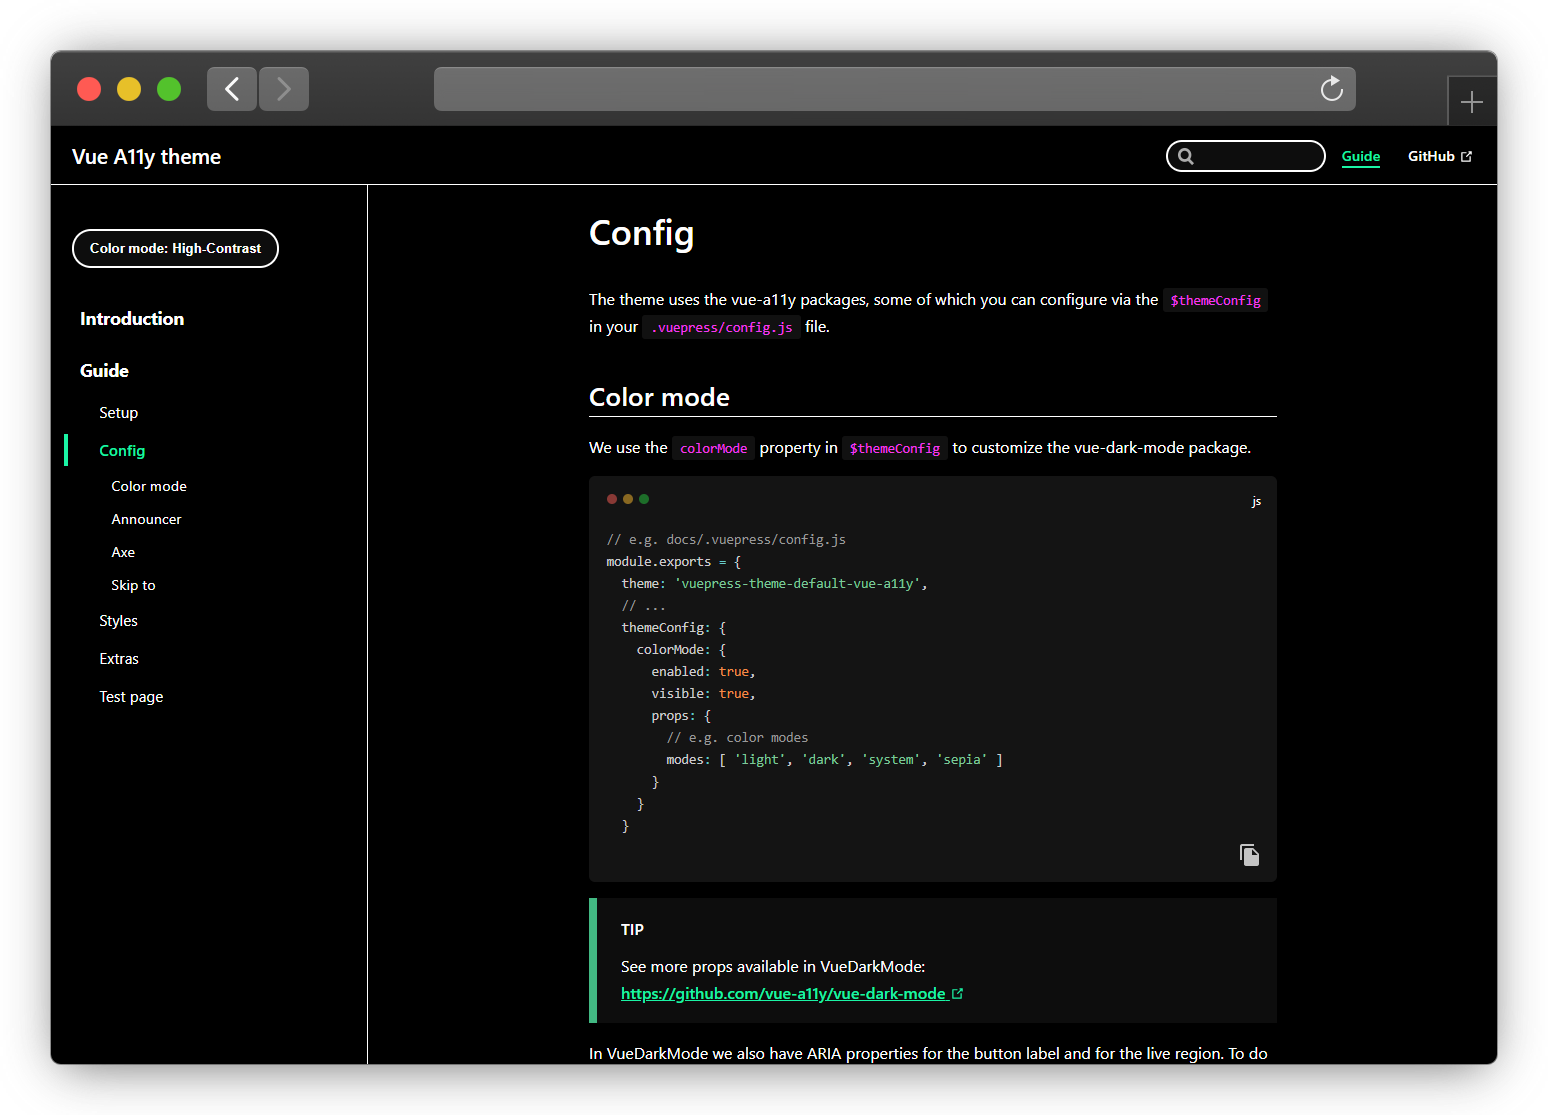 Vue A11y theme
Guide
GitHub
Color mode: High-Contrast
Introduction
Guide
Setup
Config
Color mode
Announcer
Axe
Skip to
Styles
Extras
Test page
Config
The theme uses the vue-a11y packages, some of which you can configure via the $themeConfig
in your .vuepress/config.js file.
Color mode
We use the colorMode property in $themeConfig to customize the vue-dark-mode package.
js
// e.g. docs/.vuepress/config.js
module.exports = {
  theme: 'vuepress-theme-default-vue-a11y',
  // ...
  themeConfig: {
    colorMode: {
      enabled: true,
      visible: true,
      props: {
        // e.g. color modes
        modes: [ 'light', 'dark', 'system', 'sepia' ]
      }
    }
  }
TIP
See more props available in VueDarkMode:
https://github.com/vue-a11y/vue-dark-mode
In VueDarkMode we also have ARIA properties for the button label and for the live region. To do